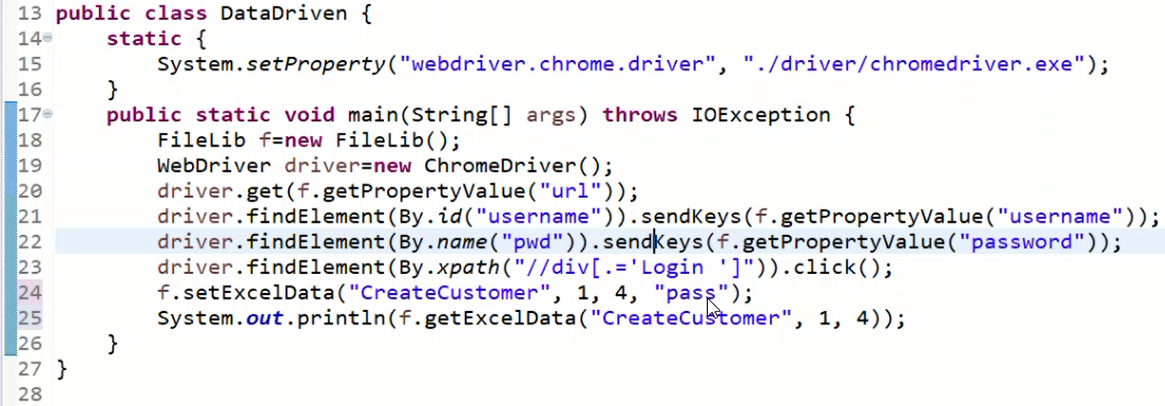 13 public class DataDriven {
14     static {
15         System.setProperty("webdriver.chrome.driver", "./driver/chromedriver.exe");
16     }
17     public static void main(String[] args) throws IOException {
18         FileLib f=new FileLib();
19         WebDriver driver=new ChromeDriver();
20         driver.get(f.getPropertyValue("url"));
21         driver.findElement(By.id("username")).sendKeys(f.getPropertyValue("username"));
22         driver.findElement(By.name("pwd")).sendKeys(f.getPropertyValue("password"));
23         driver.findElement(By.xpath("//div[.='Login ']")).click();
24         f.setExcelData("CreateCustomer", 1, 4, "pass");
25         System.out.println(f.getExcelData("CreateCustomer", 1, 4));
26     }
27 }
28